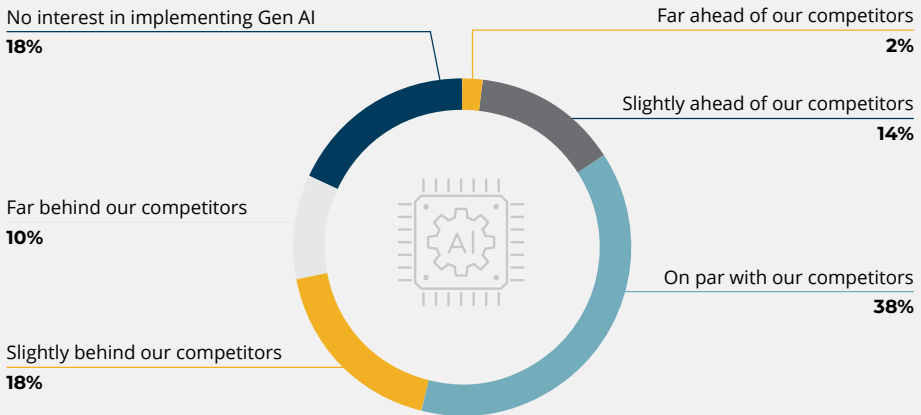 No interest in implementing Gen AI
18%
Far ahead of our competitors
2%
Slightly ahead of our competitors
14%
Far behind our competitors
10%
AI
On par with our competitors
38%
Slightly behind our competitors
18%